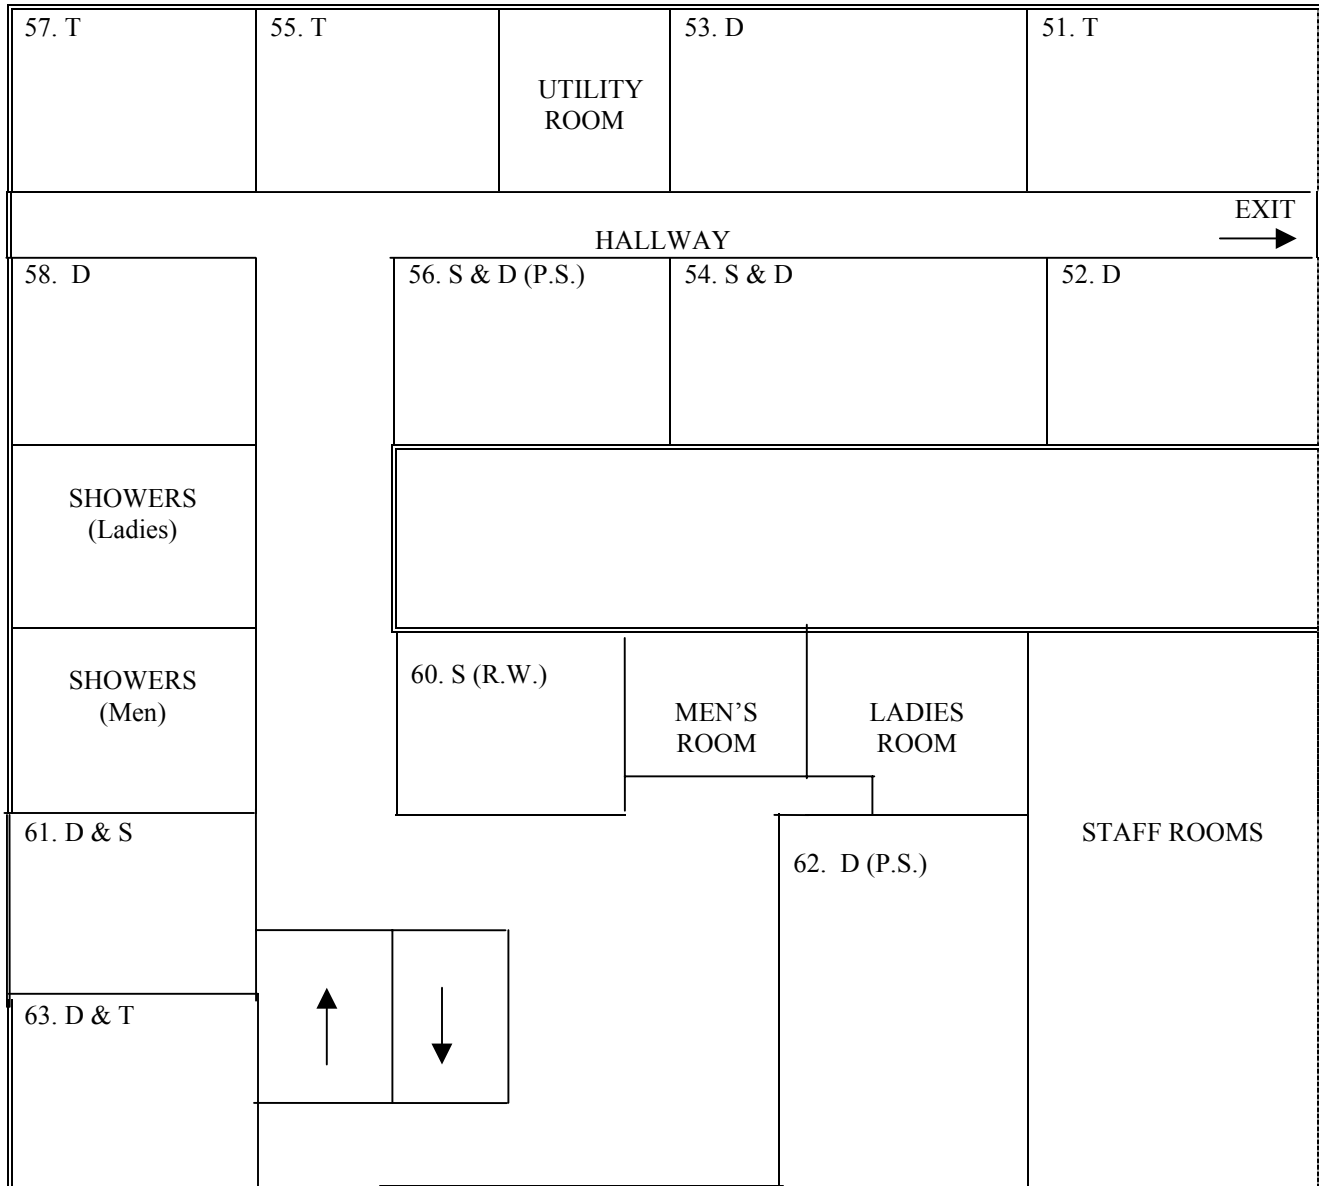 57. T
55. T
UTILITY
ROOM
53. D
51. T
EXIT
HALLWAY
58. D
56. S & D (P.S.)
54. S & D
52. D
SHOWERS
(Ladies)
SHOWERS
(Men)
60. S (R.W.)
MEN’S
ROOM
LADIES
ROOM
61. D & S
62. D (P.S.)
STAFF ROOMS
63. D & T